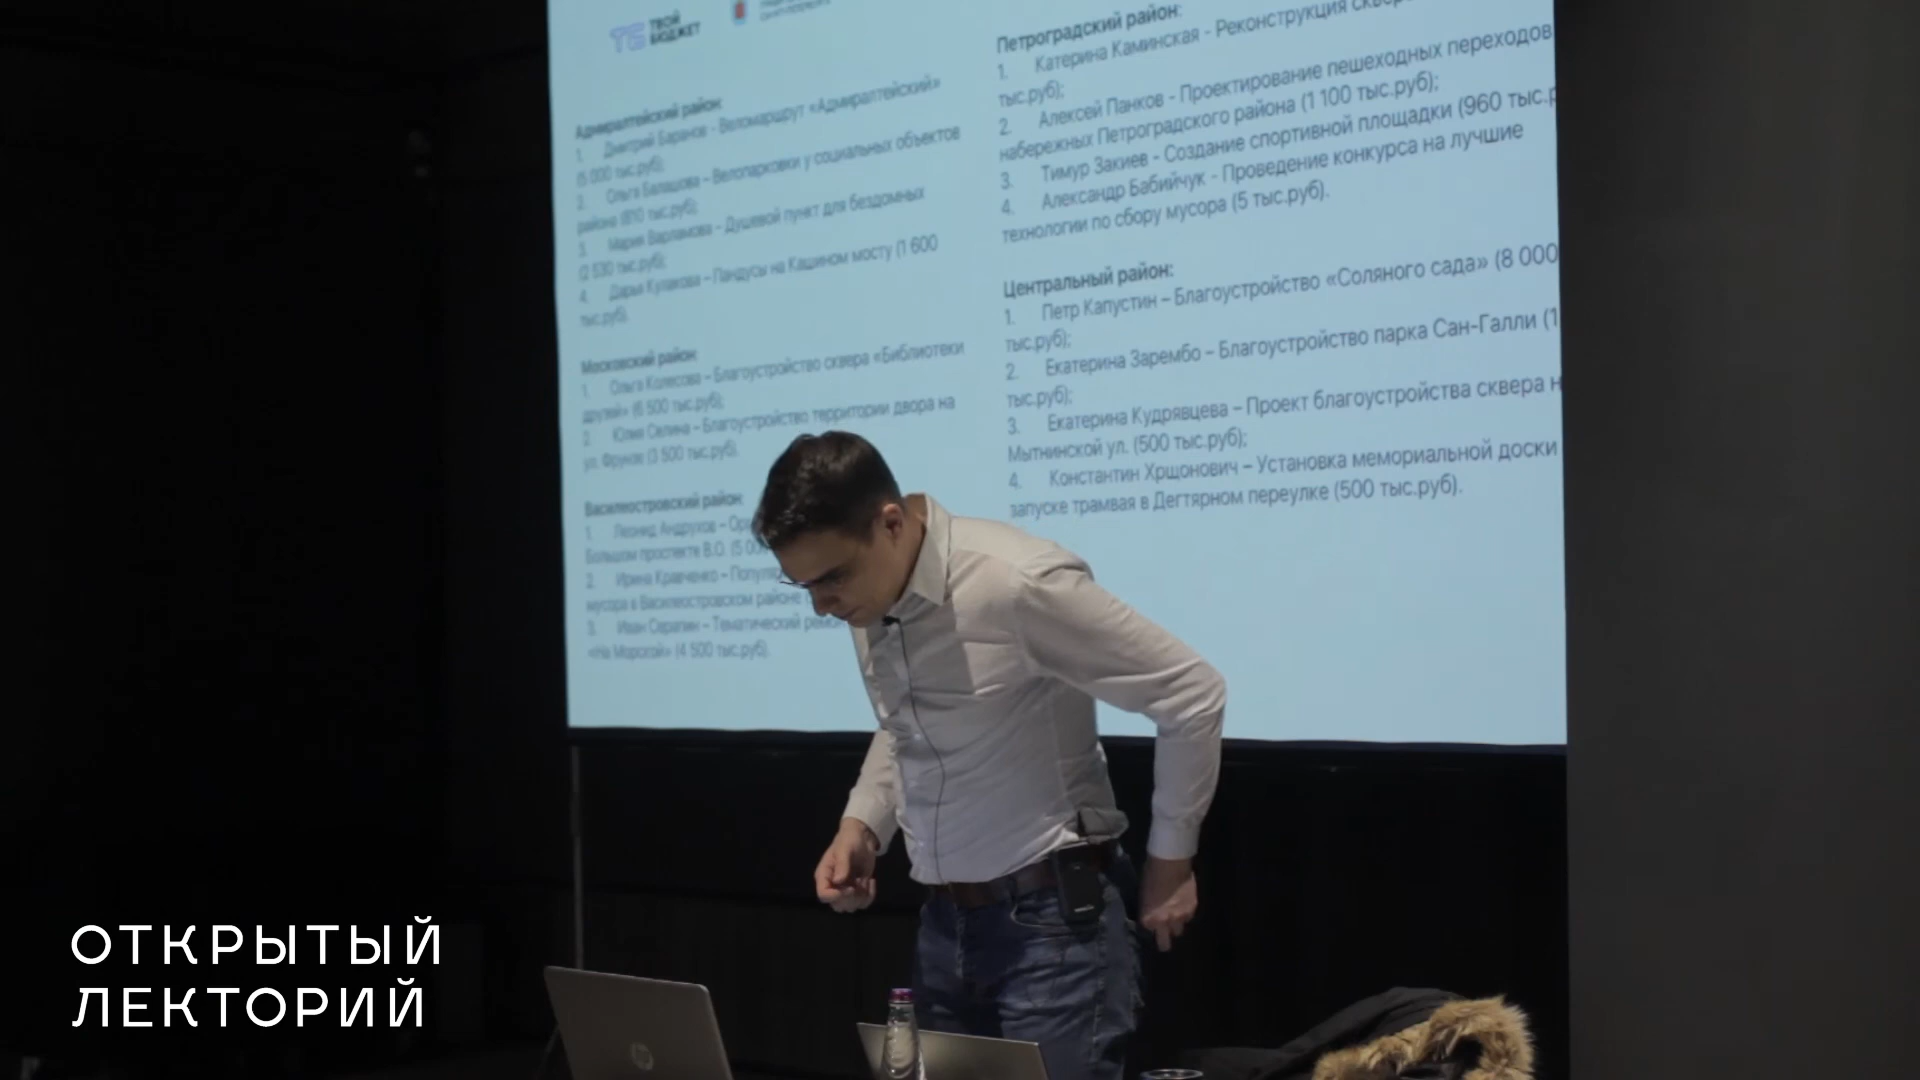 ТБ ТВОЙ
БЮДЖЕТ
Адмиралтейский район:
1. Дмитрий Баранов - Веломаршрут «Адмиралтейский»
(5 000 тыс.руб);
2. Ольга Балашова – Велопарковки у социальных объектов
района (810 тыс.руб);
3. Мария Варламова – Душевой пункт для бездомных
(2 530 тыс.руб);
4. Дарья Кулакова – Пандусы на Кашином мосту (1 600
тыс.руб).
Московский район:
1. Ольга Колесова – Благоустройство сквера «Библиотеки
друзей» (6 500 тыс.руб);
2. Юлия Селина – Благоустройство территории двора на
ул. Фрунзе (3 500 тыс.руб).
Василеостровский район:
1. Леонид Андрухов –
Большом проспекте В.О. (5
2. Ирина Кравченко –
мусора в Василеостровском районе
3. Иван Сарапин – Тематический
«На Морской» (4 500 тыс.руб).
Петроградский район:
1. Катерина Каминская - Реконструкция
тыс.руб);
2. Алексей Панков - Проектирование пешеходных переходов
набережных Петроградского района (1 100 тыс.руб);
3. Тимур Закиев - Создание спортивной площадки (960 тыс.р
4. Александр Бабийчук - Проведение конкурса на лучшие
технологии по сбору мусора (5 тыс.руб).
Центральный район:
1. Петр Капустин – Благоустройство «Соляного сада» (8 000
тыс.руб);
2. Екатерина Зарембо – Благоустройство парка Сан-Галли (1
тыс.руб);
3. Екатерина Кудрявцева – Проект благоустройства сквера н
Мытнинской ул. (500 тыс.руб);
4. Константин Хрщонович – Установка мемориальной доски
запуске трамвая в Дегтярном переулке (500 тыс.руб).
ОТКРЫТЫЙ
ЛЕКТОРИЙ
hp